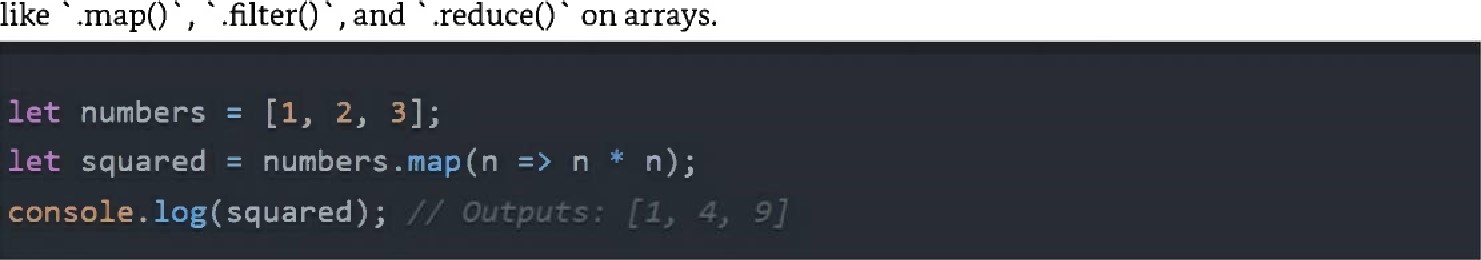 like `.map()`, `.filter()`, and `.reduce()` on arrays.
let numbers = [1, 2, 3];
let squared = numbers.map(n => n * n);
console.log(squared); // Outputs: [1, 4, 9]